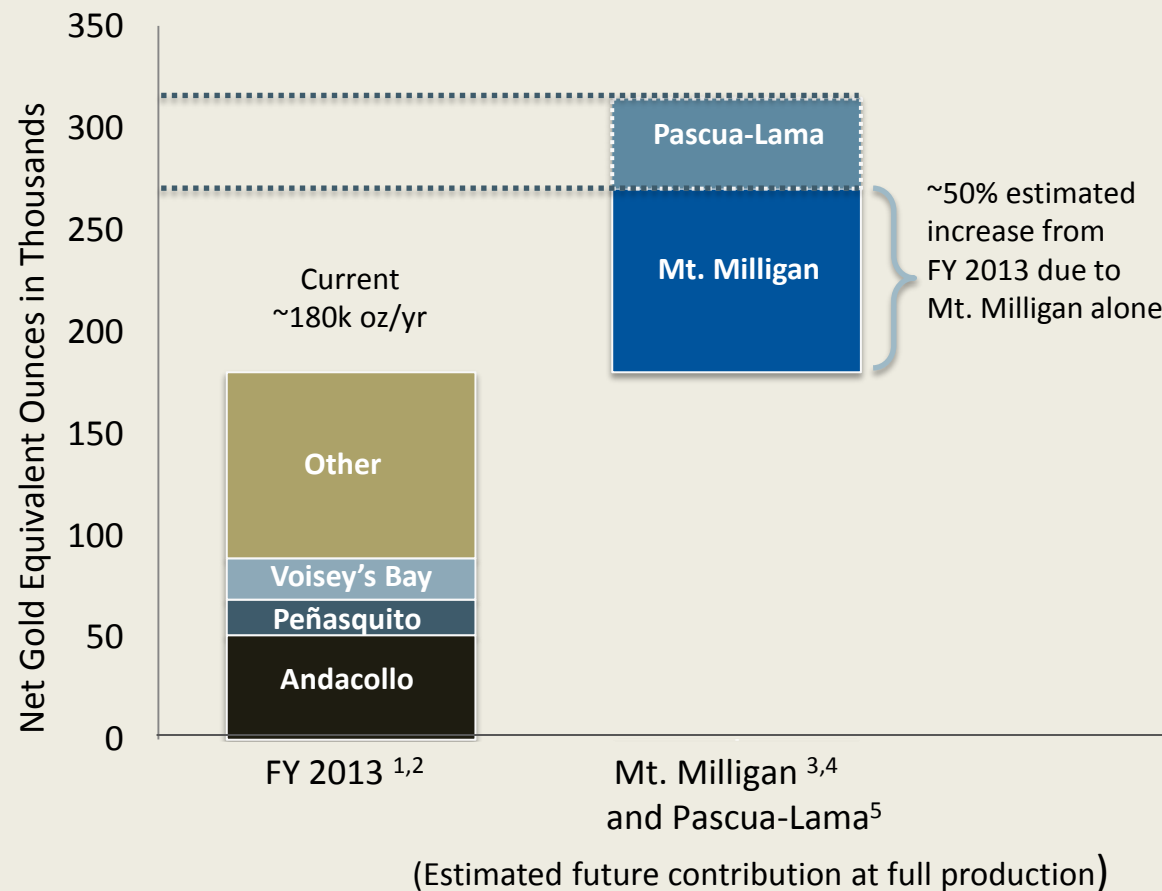 Net Gold Equivalent Ounces in Thousands
350
300
250
200
150
100
50
0
Current
~180k oz/yr
Other
Voisey's Bay
Peñasquito
Andacollo
Pascua-Lama
Mt. Milligan
~50% estimated
increase from
FY 2013 due to
Mt. Milligan alone
FY 2013 1,2
Mt. Milligan 3,4
and Pascua-Lama5
(Estimated future contribution at full production)